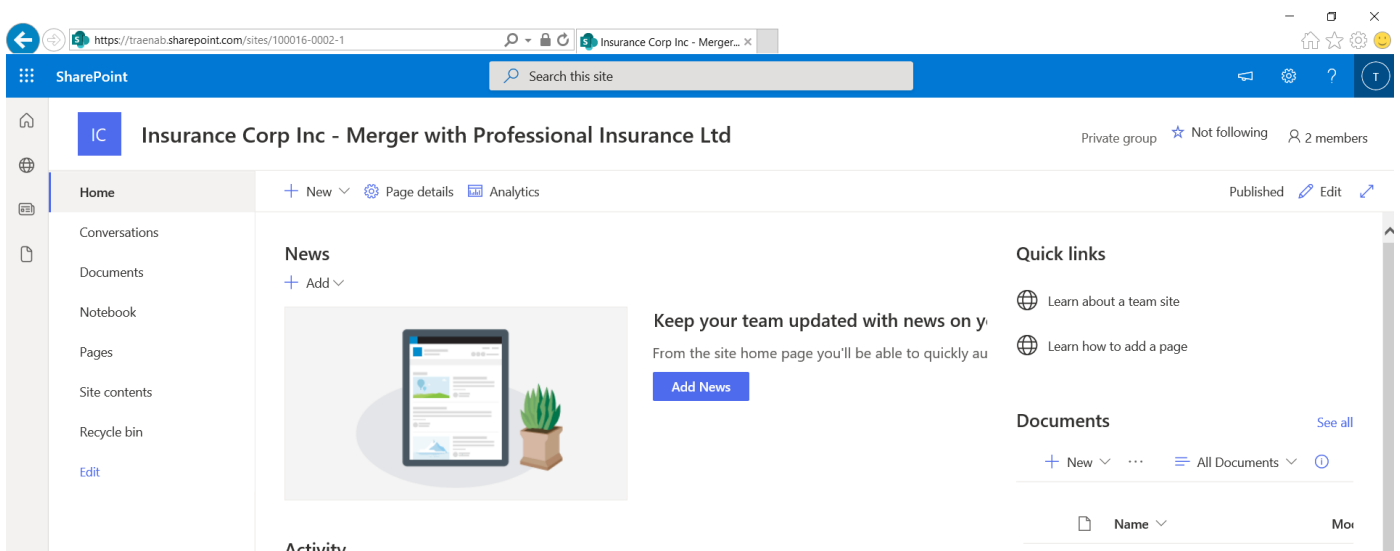 https://traenab.sharepoint.com/sites/100016-0002-1
Insurance Corp Inc - Merger...
SharePoint
Search this site
T
IC
Insurance Corp Inc - Merger with Professional Insurance Ltd
Private group
Not following
2 members
Home
Conversations
Documents
Notebook
Pages
Site contents
Recycle bin
Edit
New
Page details
Analytics
Published
Edit
News
Add
Keep your team updated with news on y
From the site home page you'll be able to quickly au
Add News
Activity
Quick links
Learn about a team site
Learn how to add a page
Documents
See all
New
All Documents
Name
Mo